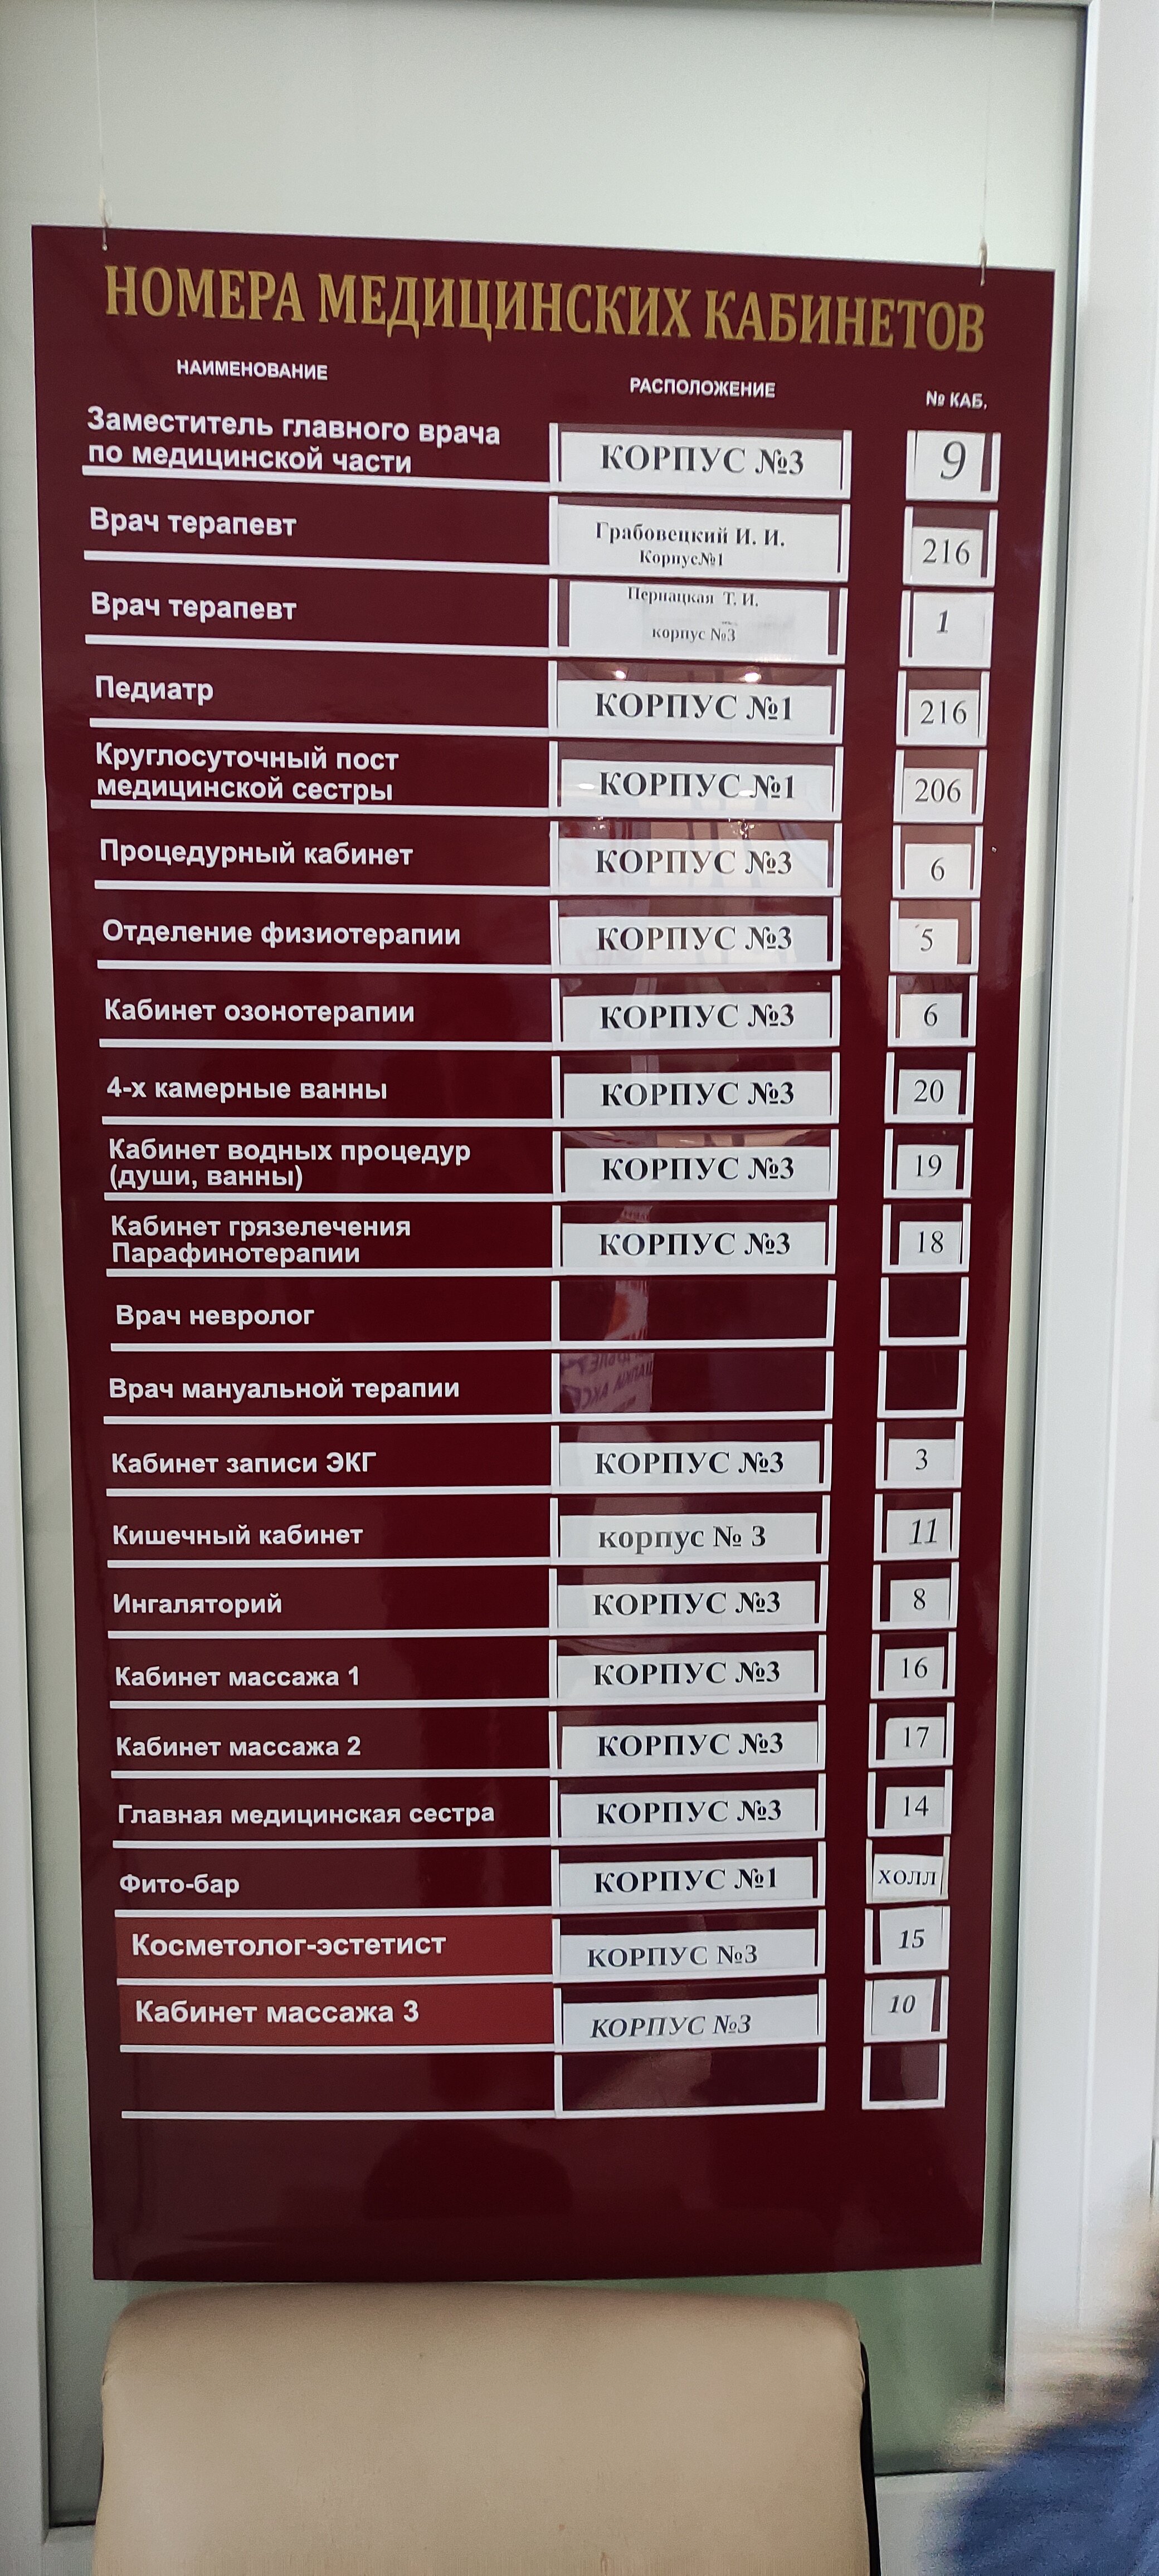 НОМЕРА МЕДИЦИНСКИХ КАБИНЕТОВ
НАИМЕНОВАНИЕ РАСПОЛОЖЕНИЕ № КАБ.
Заместитель главного врача
по медицинской части КОРПУС №3 9
Врач терапевт Грабовецкий И. И. 216
Корпус№1
Врач терапевт Пернацкая Т. И. 1
корпус №3
Педиатр КОРПУС №1 216
Круглосуточный пост
медицинской сестры КОРПУС №1 206
Процедурный кабинет КОРПУС №3 6
Отделение физиотерапии КОРПУС №3 5
Кабинет озонотерапии КОРПУС №3 6
4-х камерные ванны КОРПУС №3 20
Кабинет водных процедур
(души, ванны) КОРПУС №3 19
Кабинет грязелечения
Парафинотерапии КОРПУС №3 18
Врач невролог
Врач мануальной терапии
Кабинет записи ЭКГ КОРПУС №3 3
Кишечный кабинет корпус № 3 11
Ингаляторий КОРПУС №3 8
Кабинет массажа 1 КОРПУС №3 16
Кабинет массажа 2 КОРПУС №3 17
Главная медицинская сестра КОРПУС №3 14
Фито-бар КОРПУС №1 ХОЛЛ
Косметолог-эстетист КОРПУС №3 15
Кабинет массажа 3 КОРПУС №3 10